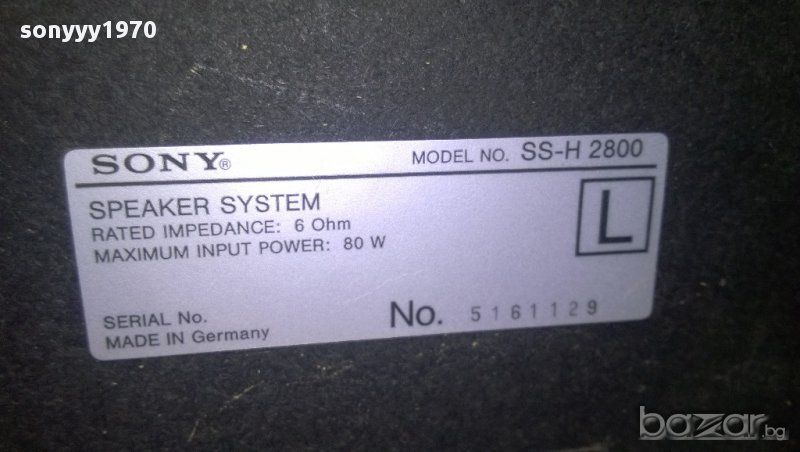 sonyyy1970
SONY® MODEL NO. SS-H 2800
SPEAKER SYSTEM
RATED IMPEDANCE: 6 Ohm
MAXIMUM INPUT POWER: 80 W
L
SERIAL No. No. 5161129
MADE IN Germany
bazar.bg